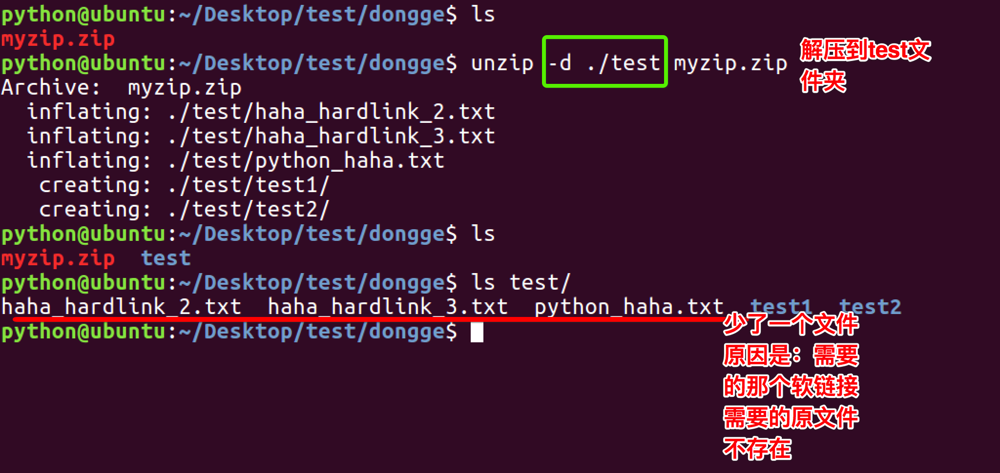 python@ubuntu:~/Desktop/test/dongge$ ls
myzip.zip
python@ubuntu:~/Desktop/test/dongge$ unzip -d ./test myzip.zip
解压到test文
件夹
Archive:  myzip.zip
  inflating: ./test/haha_hardlink_2.txt
  inflating: ./test/haha_hardlink_3.txt
  inflating: ./test/python_haha.txt
   creating: ./test/test1/
   creating: ./test/test2/
python@ubuntu:~/Desktop/test/dongge$ ls
myzip.zip  test
python@ubuntu:~/Desktop/test/dongge$ ls test/
haha_hardlink_2.txt  haha_hardlink_3.txt  python_haha.txt  test1  test2
python@ubuntu:~/Desktop/test/dongge$
少了一个文件
原因是：需要
的那个软链接
需要的原文件
不存在